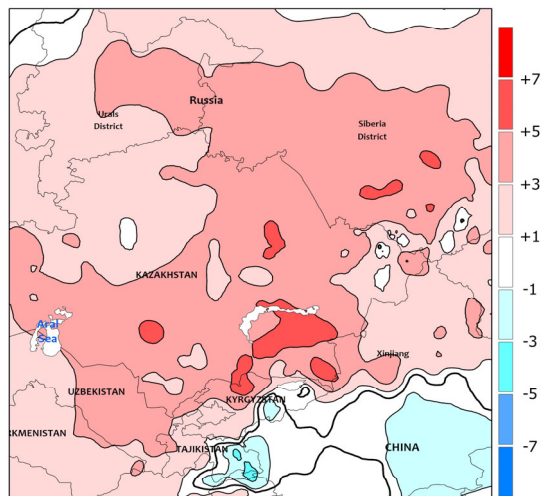 +7
Russia
Urals
District
Siberia
District
+5
+3
+1
KAZAKHSTAN
-1
Aral
Sea
-3
Xinjiang
UZBEKISTAN
KYRGYZSTAN
-5
RKMENISTAN
TAJIKISTAN
CHINA
-7